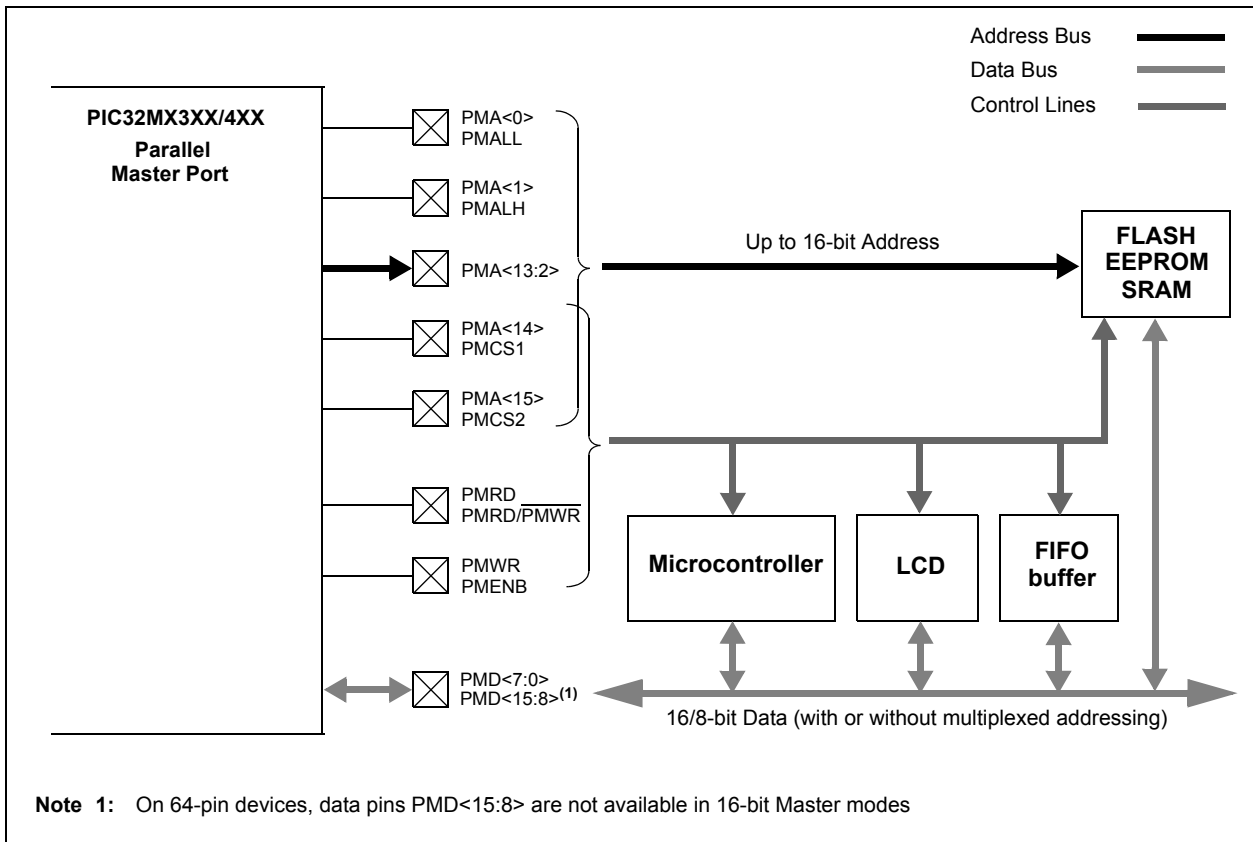 Address Bus
Data Bus
Control Lines
PIC32MX3XX/4XX
Parallel
Master Port
PMA<0>
PMALL
PMA<1>
PMALH
PMA<13:2>
PMA<14>
PMCS1
PMA<15>
PMCS2
PMRD
PMRD/PMWR
PMWR
PMENB
PMD<7:0>
PMD<15:8>(1)
Up to 16-bit Address
FLASH
EEPROM
SRAM
Microcontroller
LCD
FIFO
buffer
16/8-bit Data (with or without multiplexed addressing)
Note 1: On 64-pin devices, data pins PMD<15:8> are not available in 16-bit Master modes